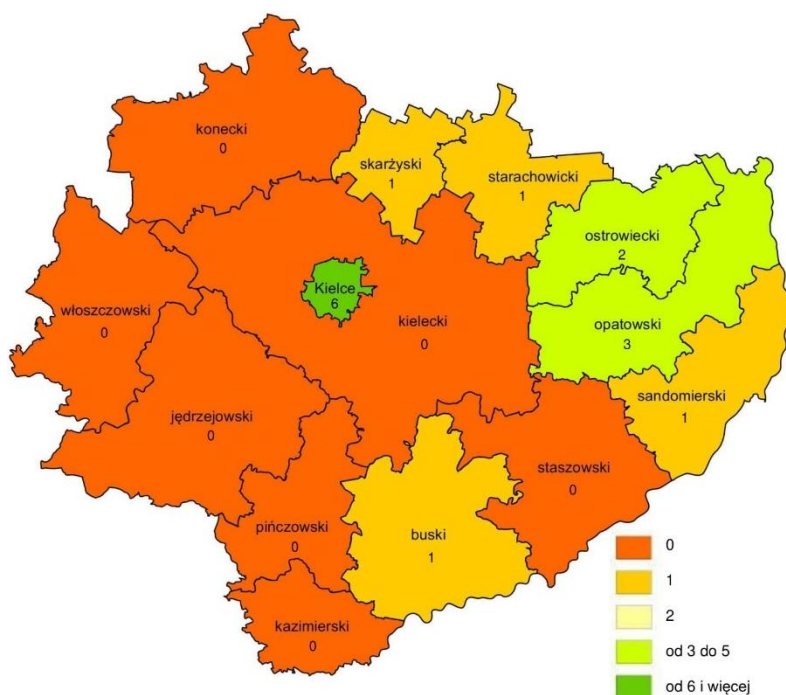 konecki
0
skarżyski
1
starachowicki
1
ostrowiecki
2
Kielce
6
włoszczowski
0
kielecki
0
opatowski
3
sandomierski
1
jędrzejowski
0
staszowski
0
pińczowski
0
buski
1
kazimierski
0
0
1
2
od 3 do 5
od 6 i więcej